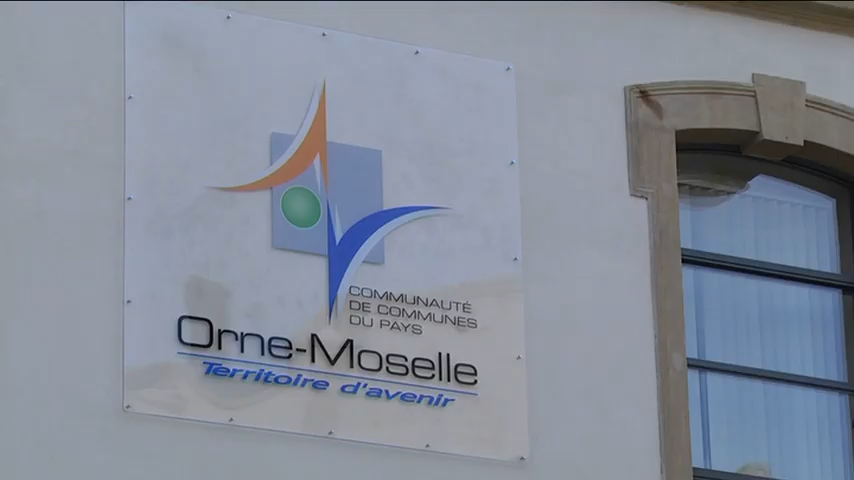 COMMUNAUTÉ
DE COMMUNES
DU PAYS
Orne-Moselle
Territoire d'avenir